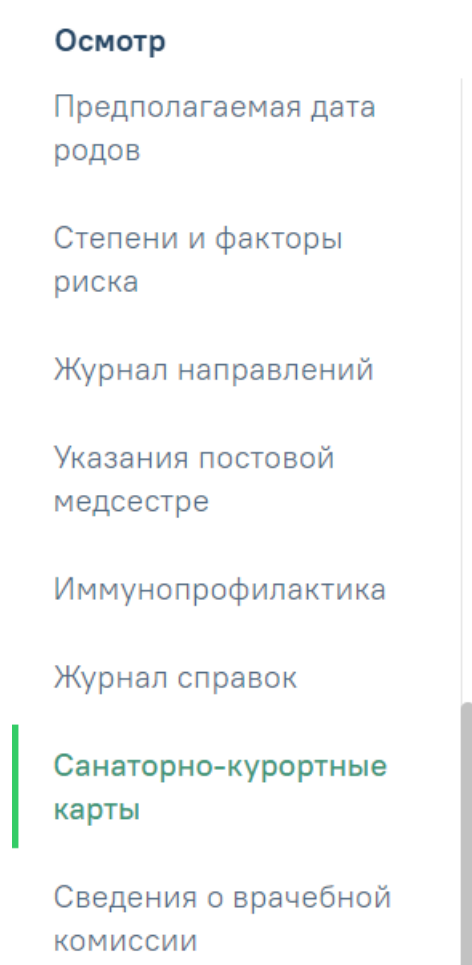 Осмотр
Предполагаемая дата
родов
Степени и факторы
риска
Журнал направлений
Указания постовой
медсестре
Иммунопрофилактика
Журнал справок
Санаторно-курортные
карты
Сведения о врачебной
комиссии